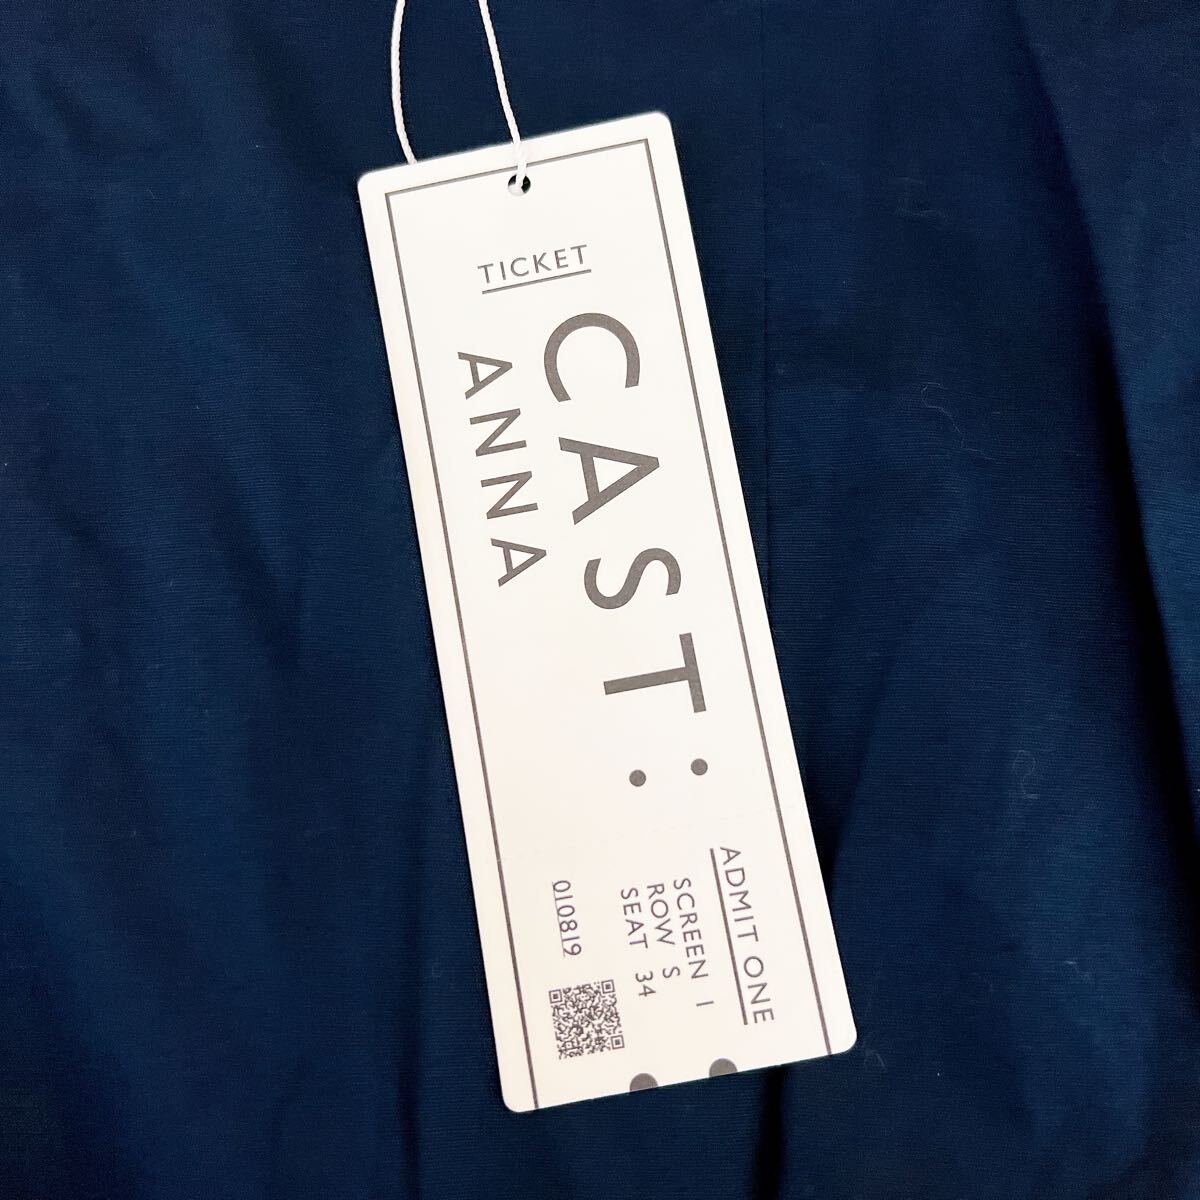 TICKET
CAST:
ANNA
ADMIT ONE
SCREEN 1
ROW S
SEAT 34
010819